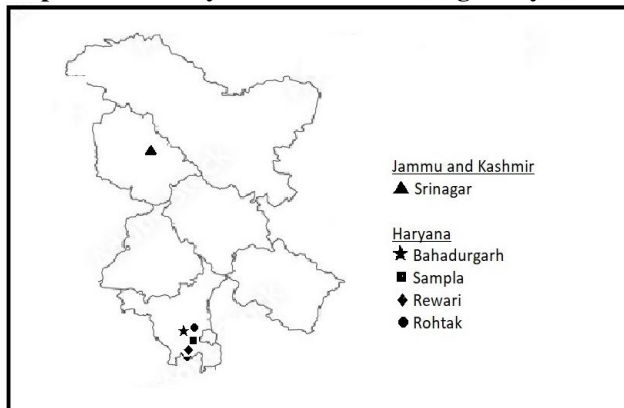 Jammu and Kashmir
Srinagar
Haryana
Bahadurgarh
Sampla
Rewari
Rohtak